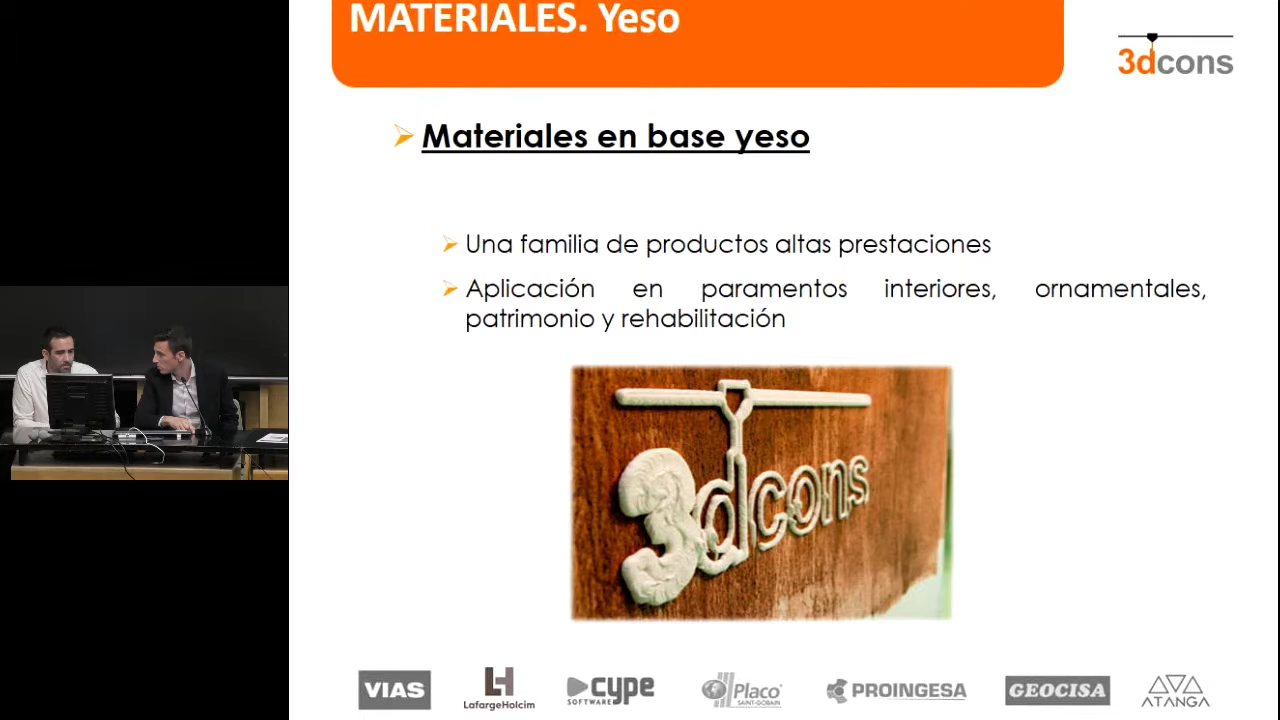 MATERIALES. Yeso
3dcons
Materiales en base yeso
Una familia de productos altas prestaciones
Aplicación en paramentos interiores, ornamentales,
patrimonio y rehabilitación
3dcons
VIAS
LH
LafargeHolcim
cype
SOFTWARE
Placo
SAINT-GOBAIN
PROINGESA
GEOCISA
ATANGA